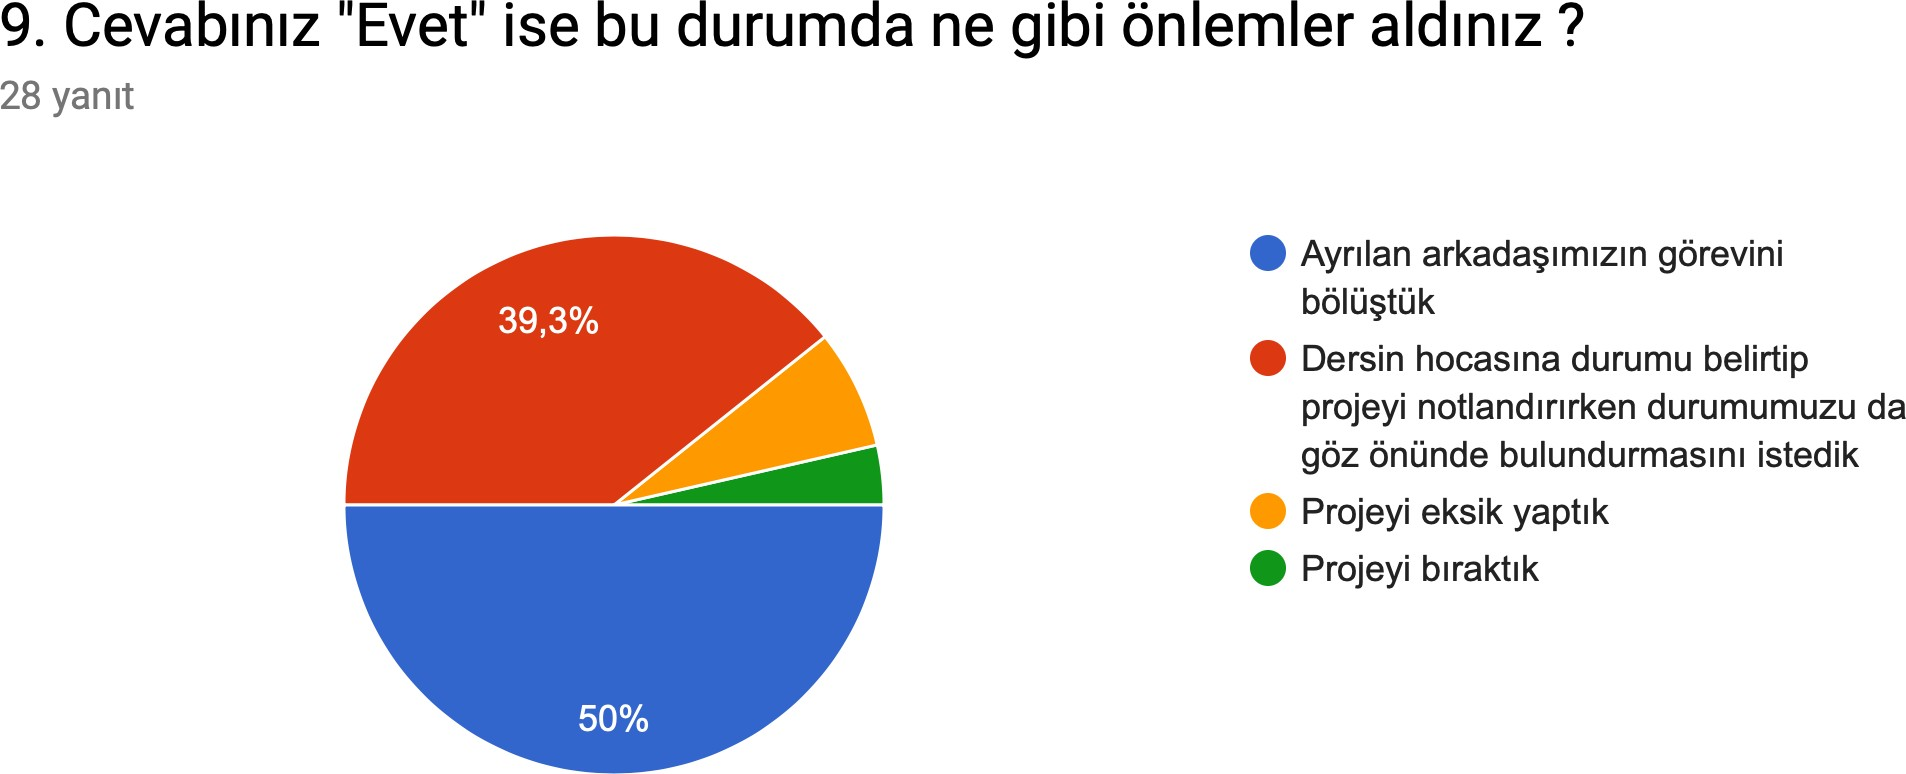 9. Cevabınız "Evet" ise bu durumda ne gibi önlemler aldınız ?
28 yanıt
39,3%
50%
Ayrılan arkadaşımızın görevini
bölüştük
Dersin hocasına durumu belirtip
projeyi notlandırırken durumumuzu da
göz önünde bulundurmasını istedik
Projeyi eksik yaptık
Projeyi bıraktık